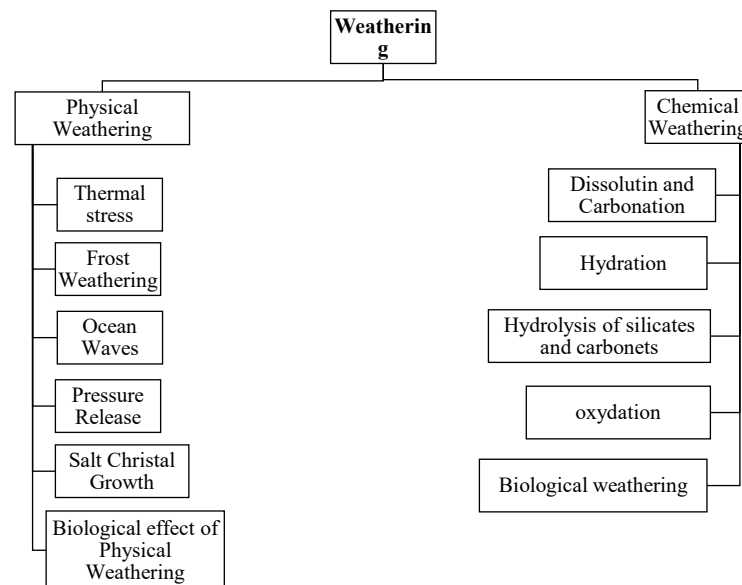 Weatherin
g
Physical
Weathering
Chemical
Weathering
Thermal
stress
Frost
Weathering
Ocean
Waves
Pressure
Release
Salt Christal
Growth
Biological effect of
Physical
Weathering
Dissolutin and
Carbonation
Hydration
Hydrolysis of silicates
and carbonets
oxydation
Biological weathering